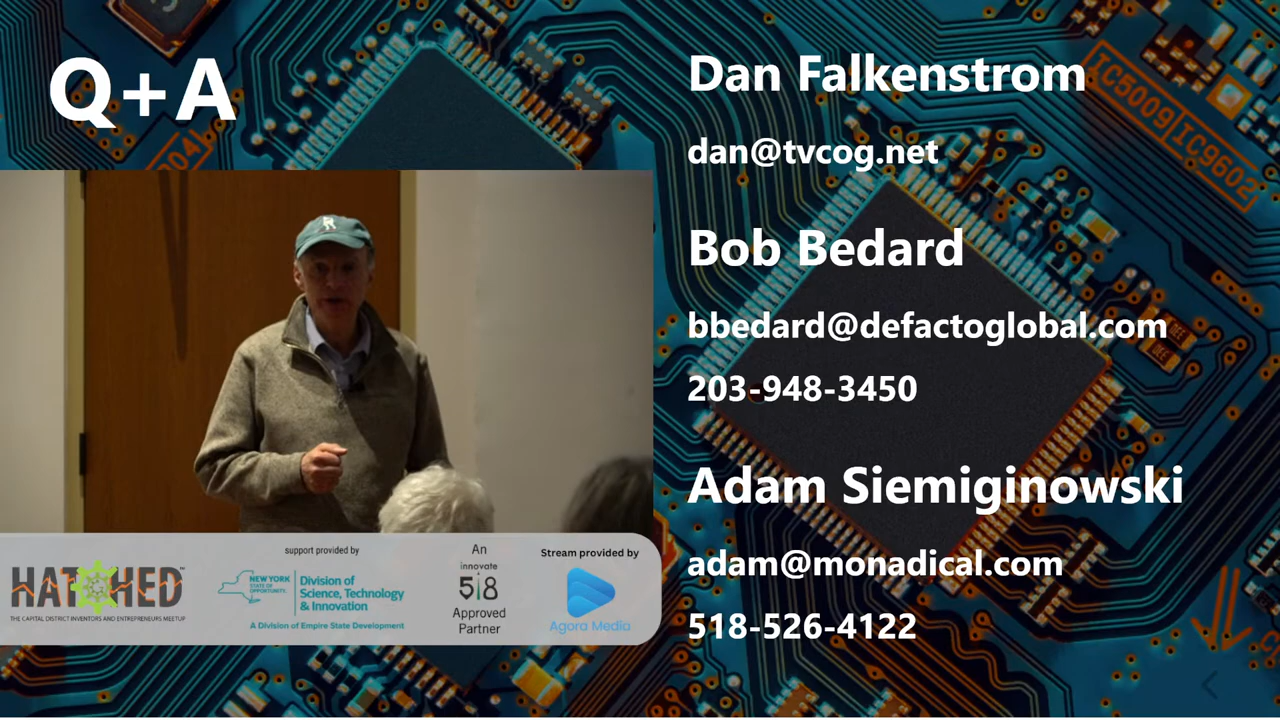 Q+A
Dan Falkenstrom
dan@tvcog.net
Bob Bedard
bbedard@defactoglobal.com
203-948-3450
Adam Siemiginowski
adam@monadical.com
518-526-4122
HATCHED
THE CAPITAL DISTRICT INVENTORS AND ENTREPRENEURS MEETUP
support provided by
NEW YORK
STATE OF
OPPORTUNITY.
Division of
Science, Technology
& Innovation
A Division of Empire State Development
An
innovate
518
Approved
Partner
Stream provided by
Agora Media
IC5009
IC9602